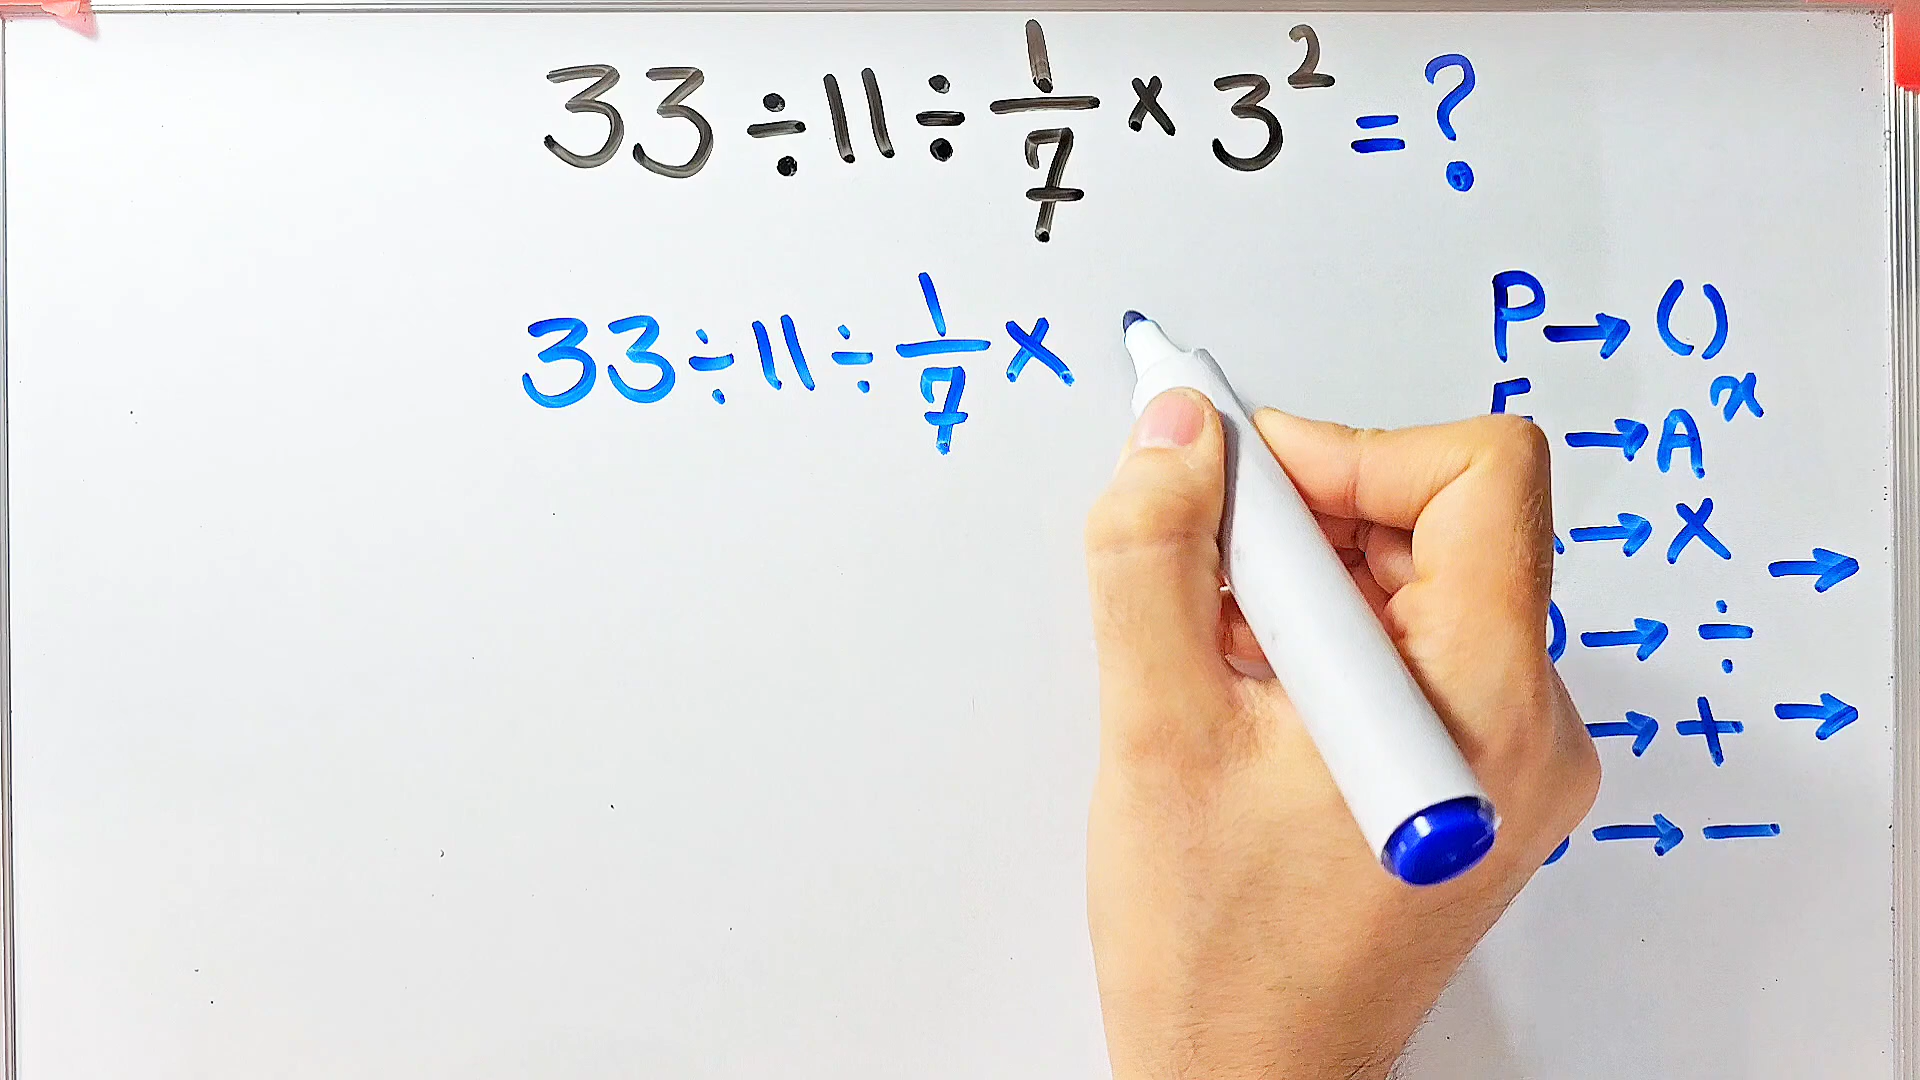 33 ÷ 11 ÷ 1/7 × 3² = ?
33 ÷ 11 ÷ 1/7 ×
P → ()
E → Aˣ
→ × →
D → ÷
→ + →
→ −